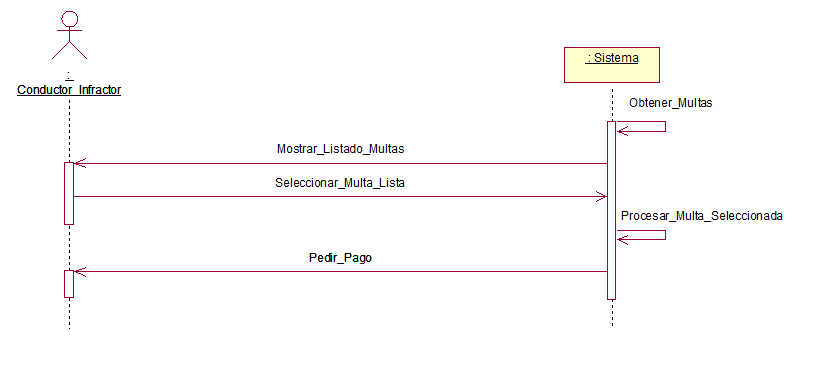 : Sistema
:
Conductor_Infractor
Obtener_Multas
Mostrar_Listado_Multas
Seleccionar_Multa_Lista
Procesar_Multa_Seleccionada
Pedir_Pago